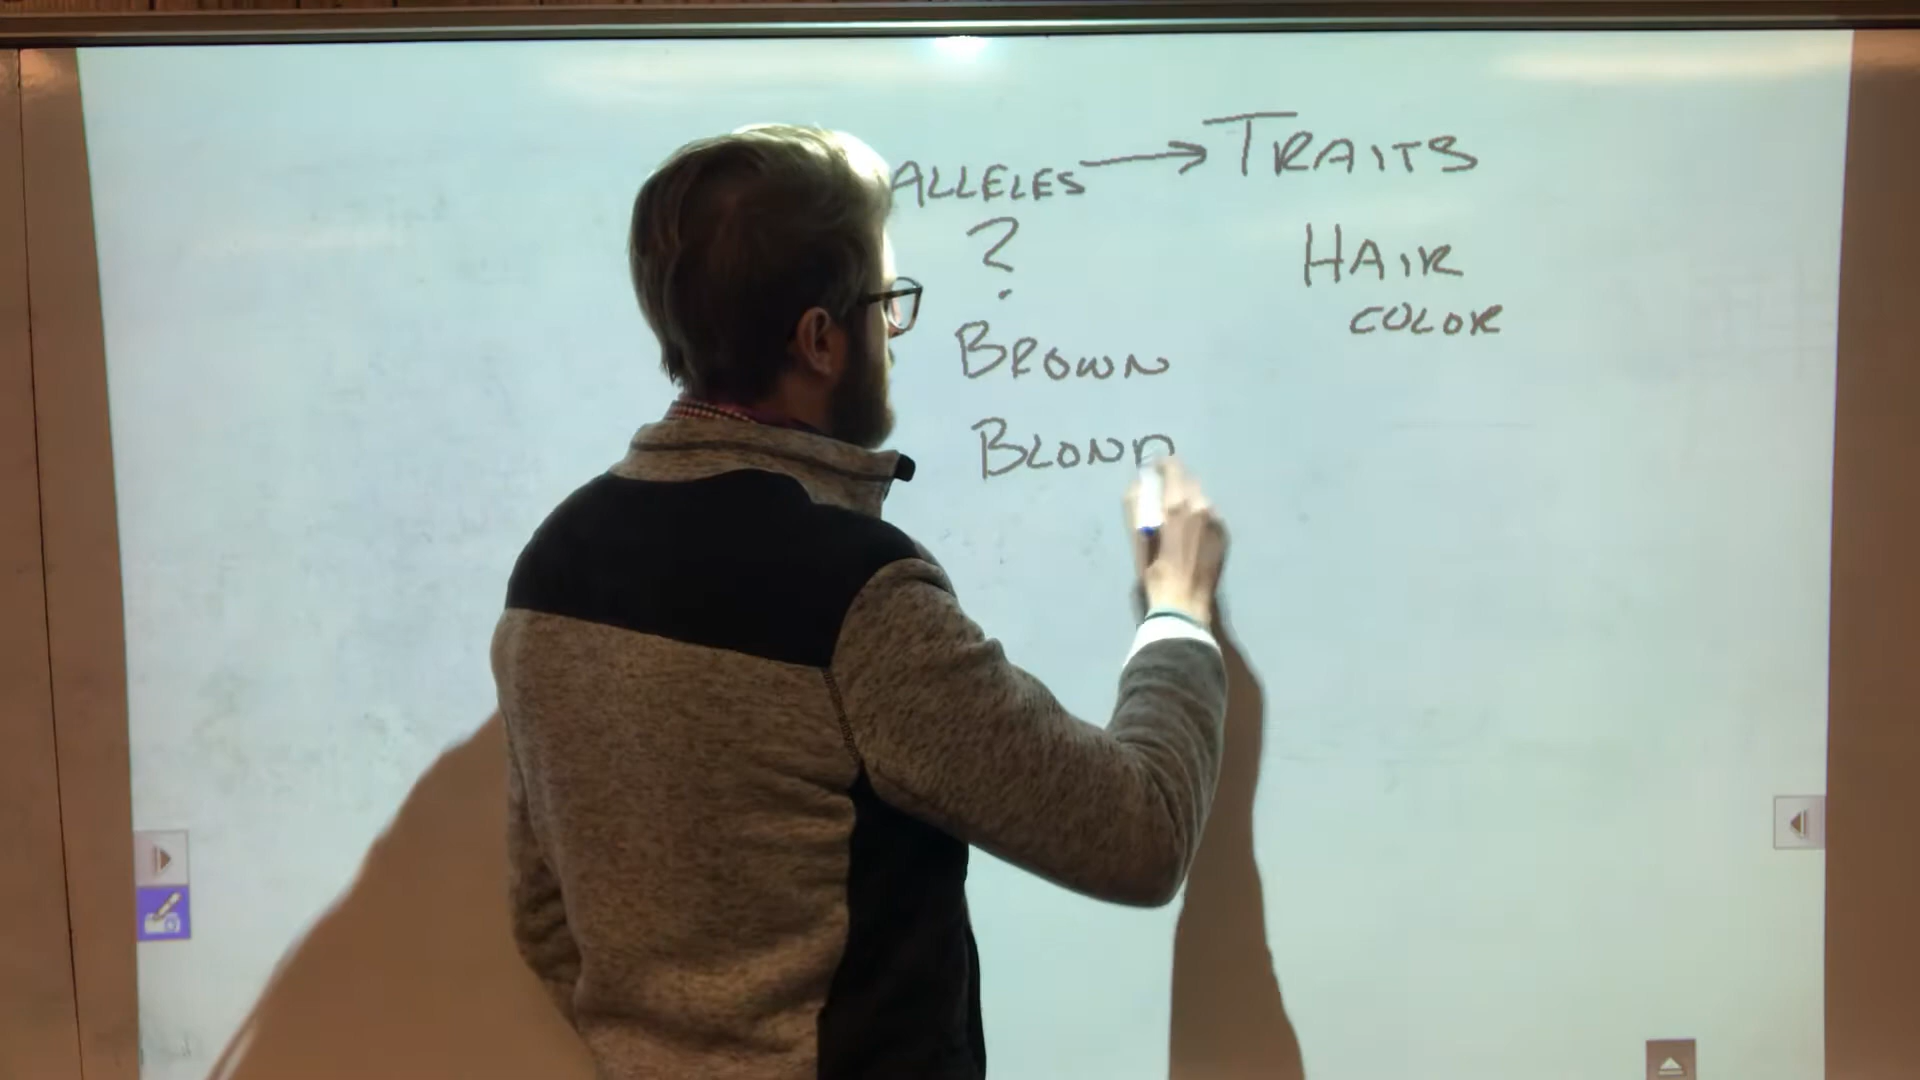 ALLELES → TRAITS
?
HAIR
COLOR
BROWN
BLOND